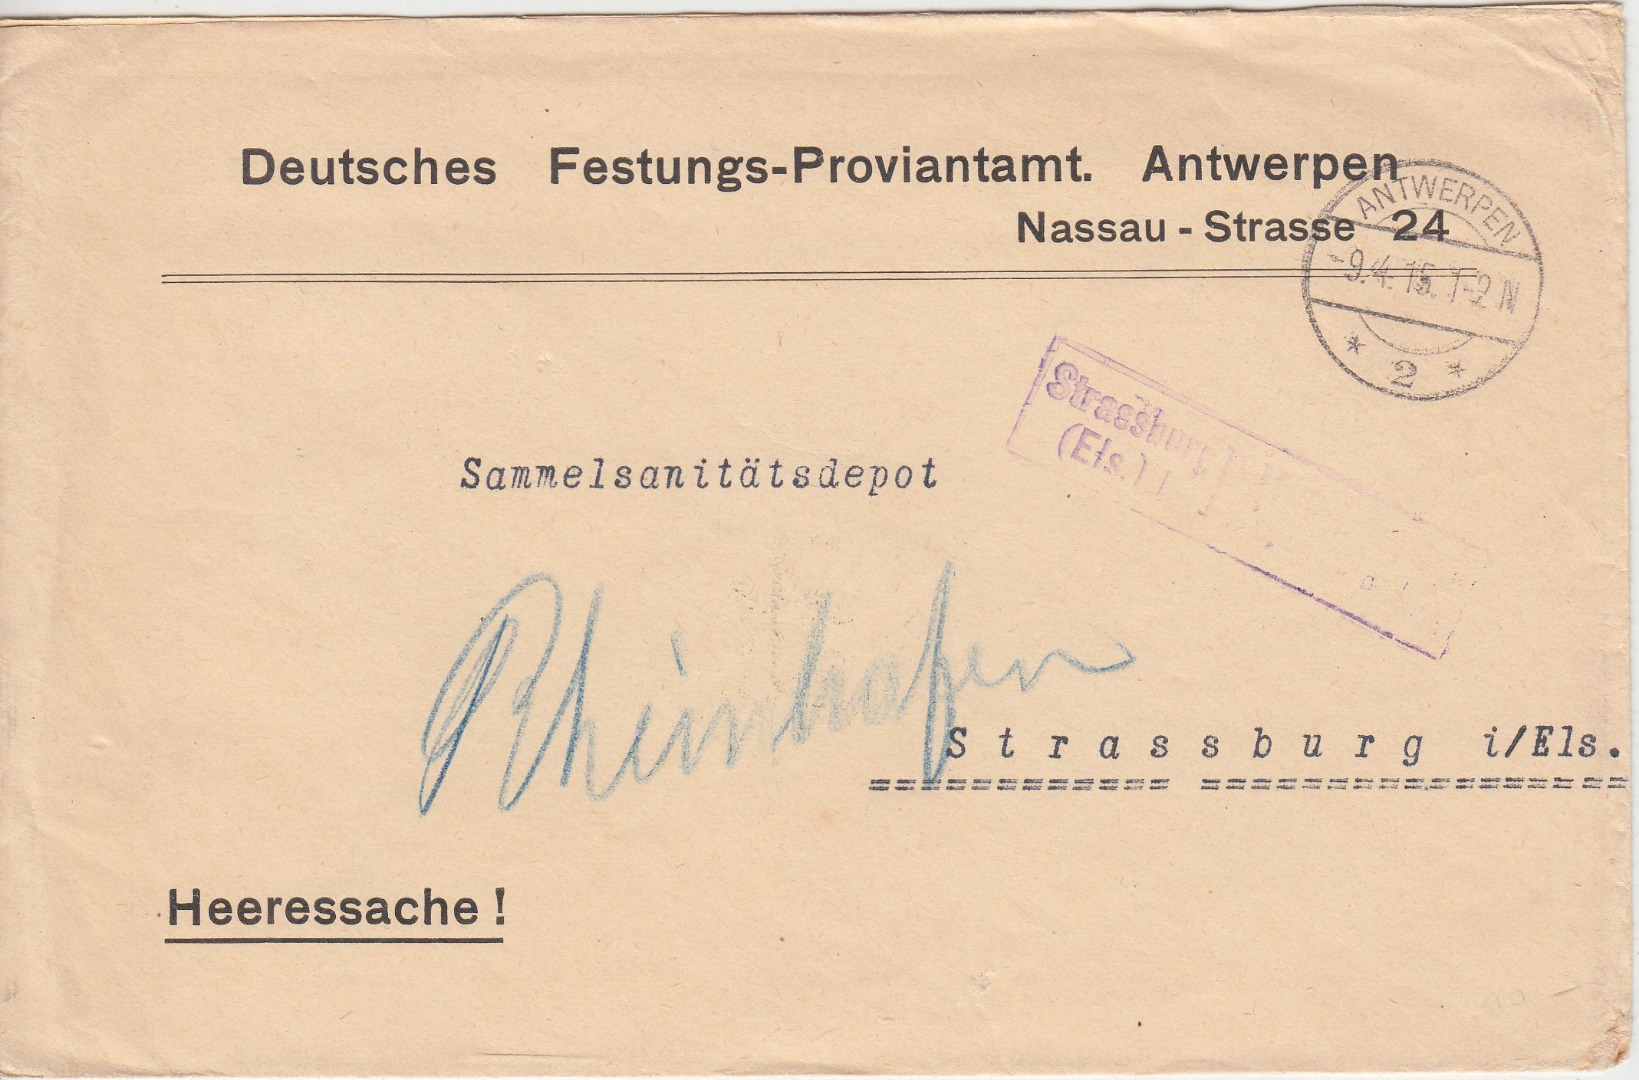 Deutsches Festungs-Proviantamt. Antwerpen
Nassau - Strasse 24
ANTWERPEN
-9.4.15. 1-2 N
* 2 *
Strassburg
(Els.)
Sammelsanitätsdepot
Rheinhafen
Strassburg i/Els.
Heeressache !